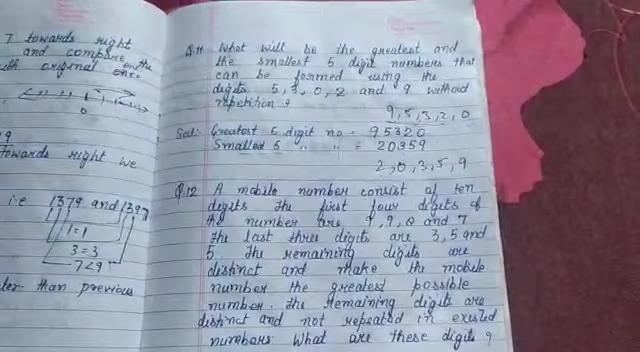 7 towards right
and compare
with original
0
towards right we
i.e 1379 and 1397
1=1
3=3
7<9
than previous
Q.11 What will be the greatest and
the smallest 5 digit numbers that
can be formed using the
digits 5, 3, 0, 2 and 9 without
repetition ?
9, 5, 3, 2, 0
Sol: Greatest 5 digit no = 95320
Smalled 5 " " = 20359
2, 0, 3, 5, 9
Q.12 A mobile number consist of ten
digits. The first four digits of
the number are 9, 9, 8 and 7
The last three digits are 3, 5 and
5. The remaining digits are
distinct and make the mobile
number the greatest possible
number. The remaining digits are
distinct and not repeated in existed
numbers. What are these digits ?